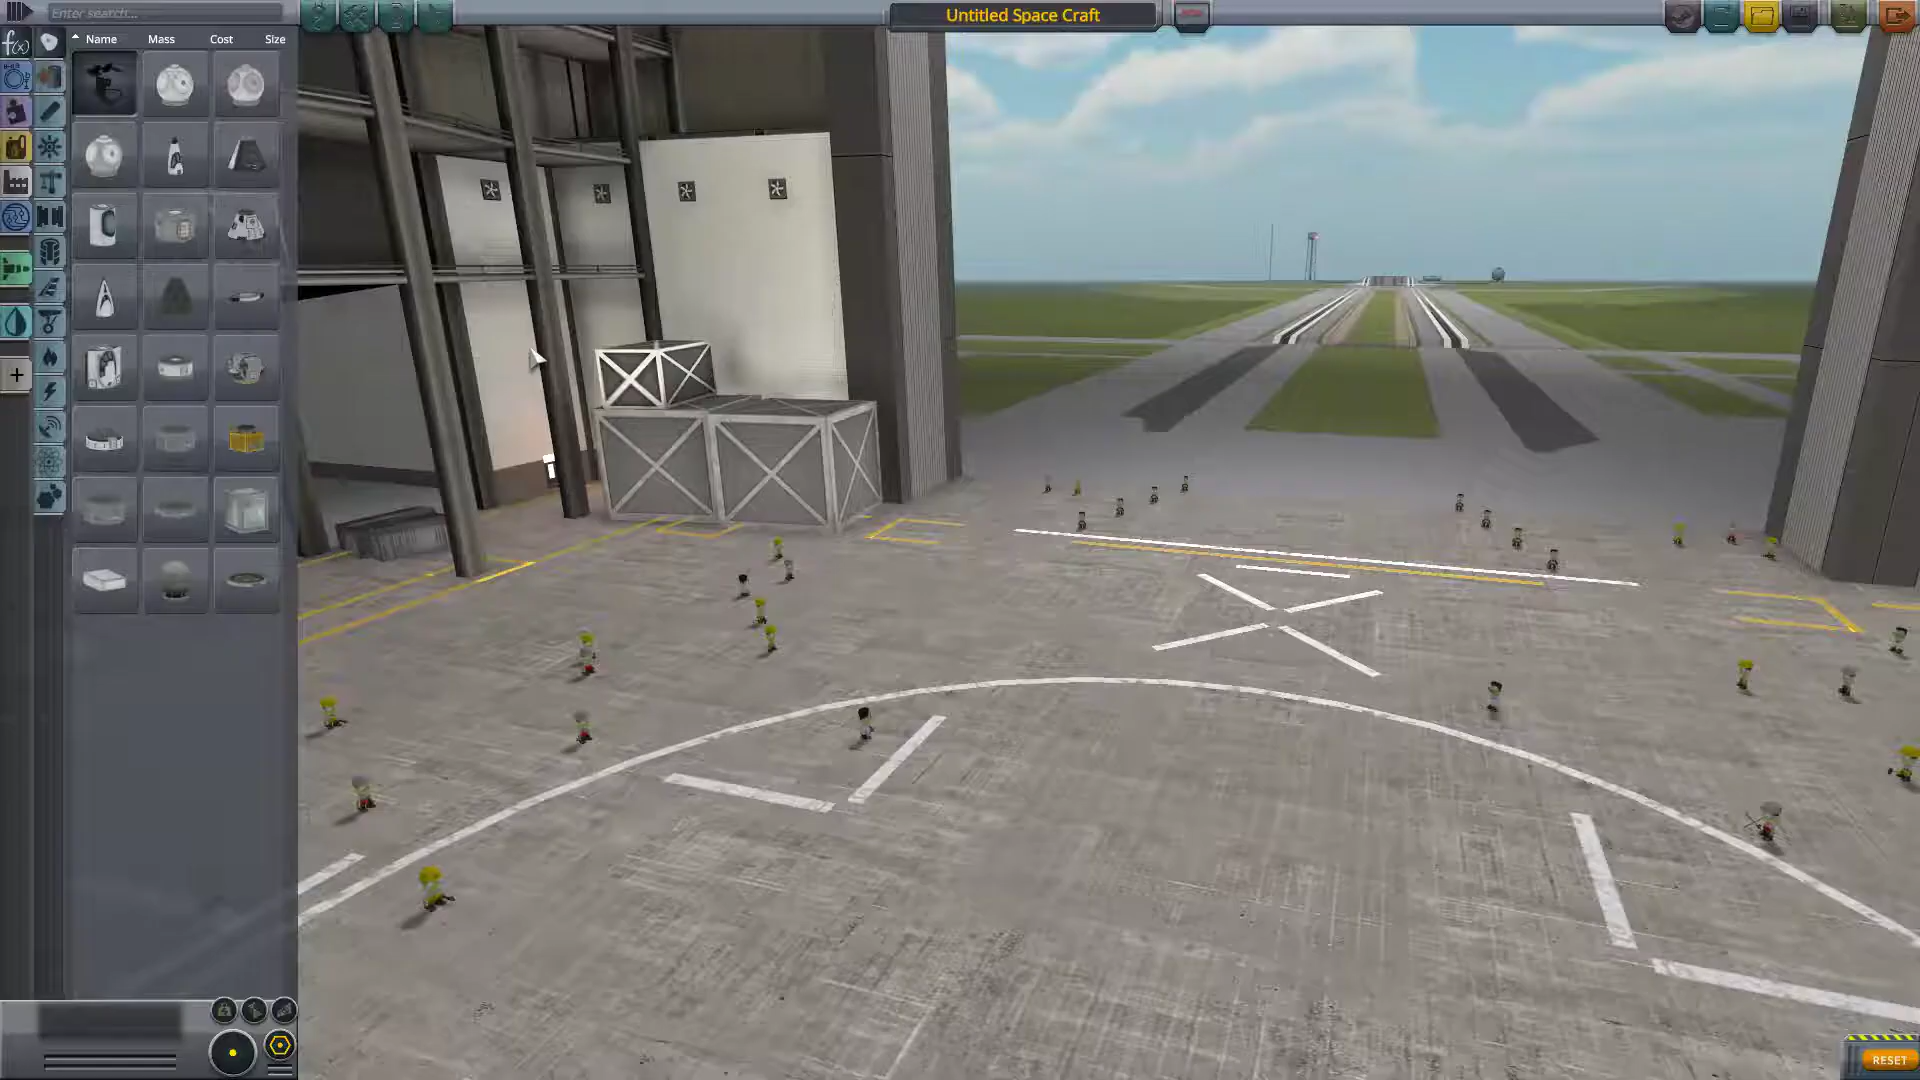 Enter search...
Untitled Space Craft
Name Mass Cost Size
f(x)
+
RESET